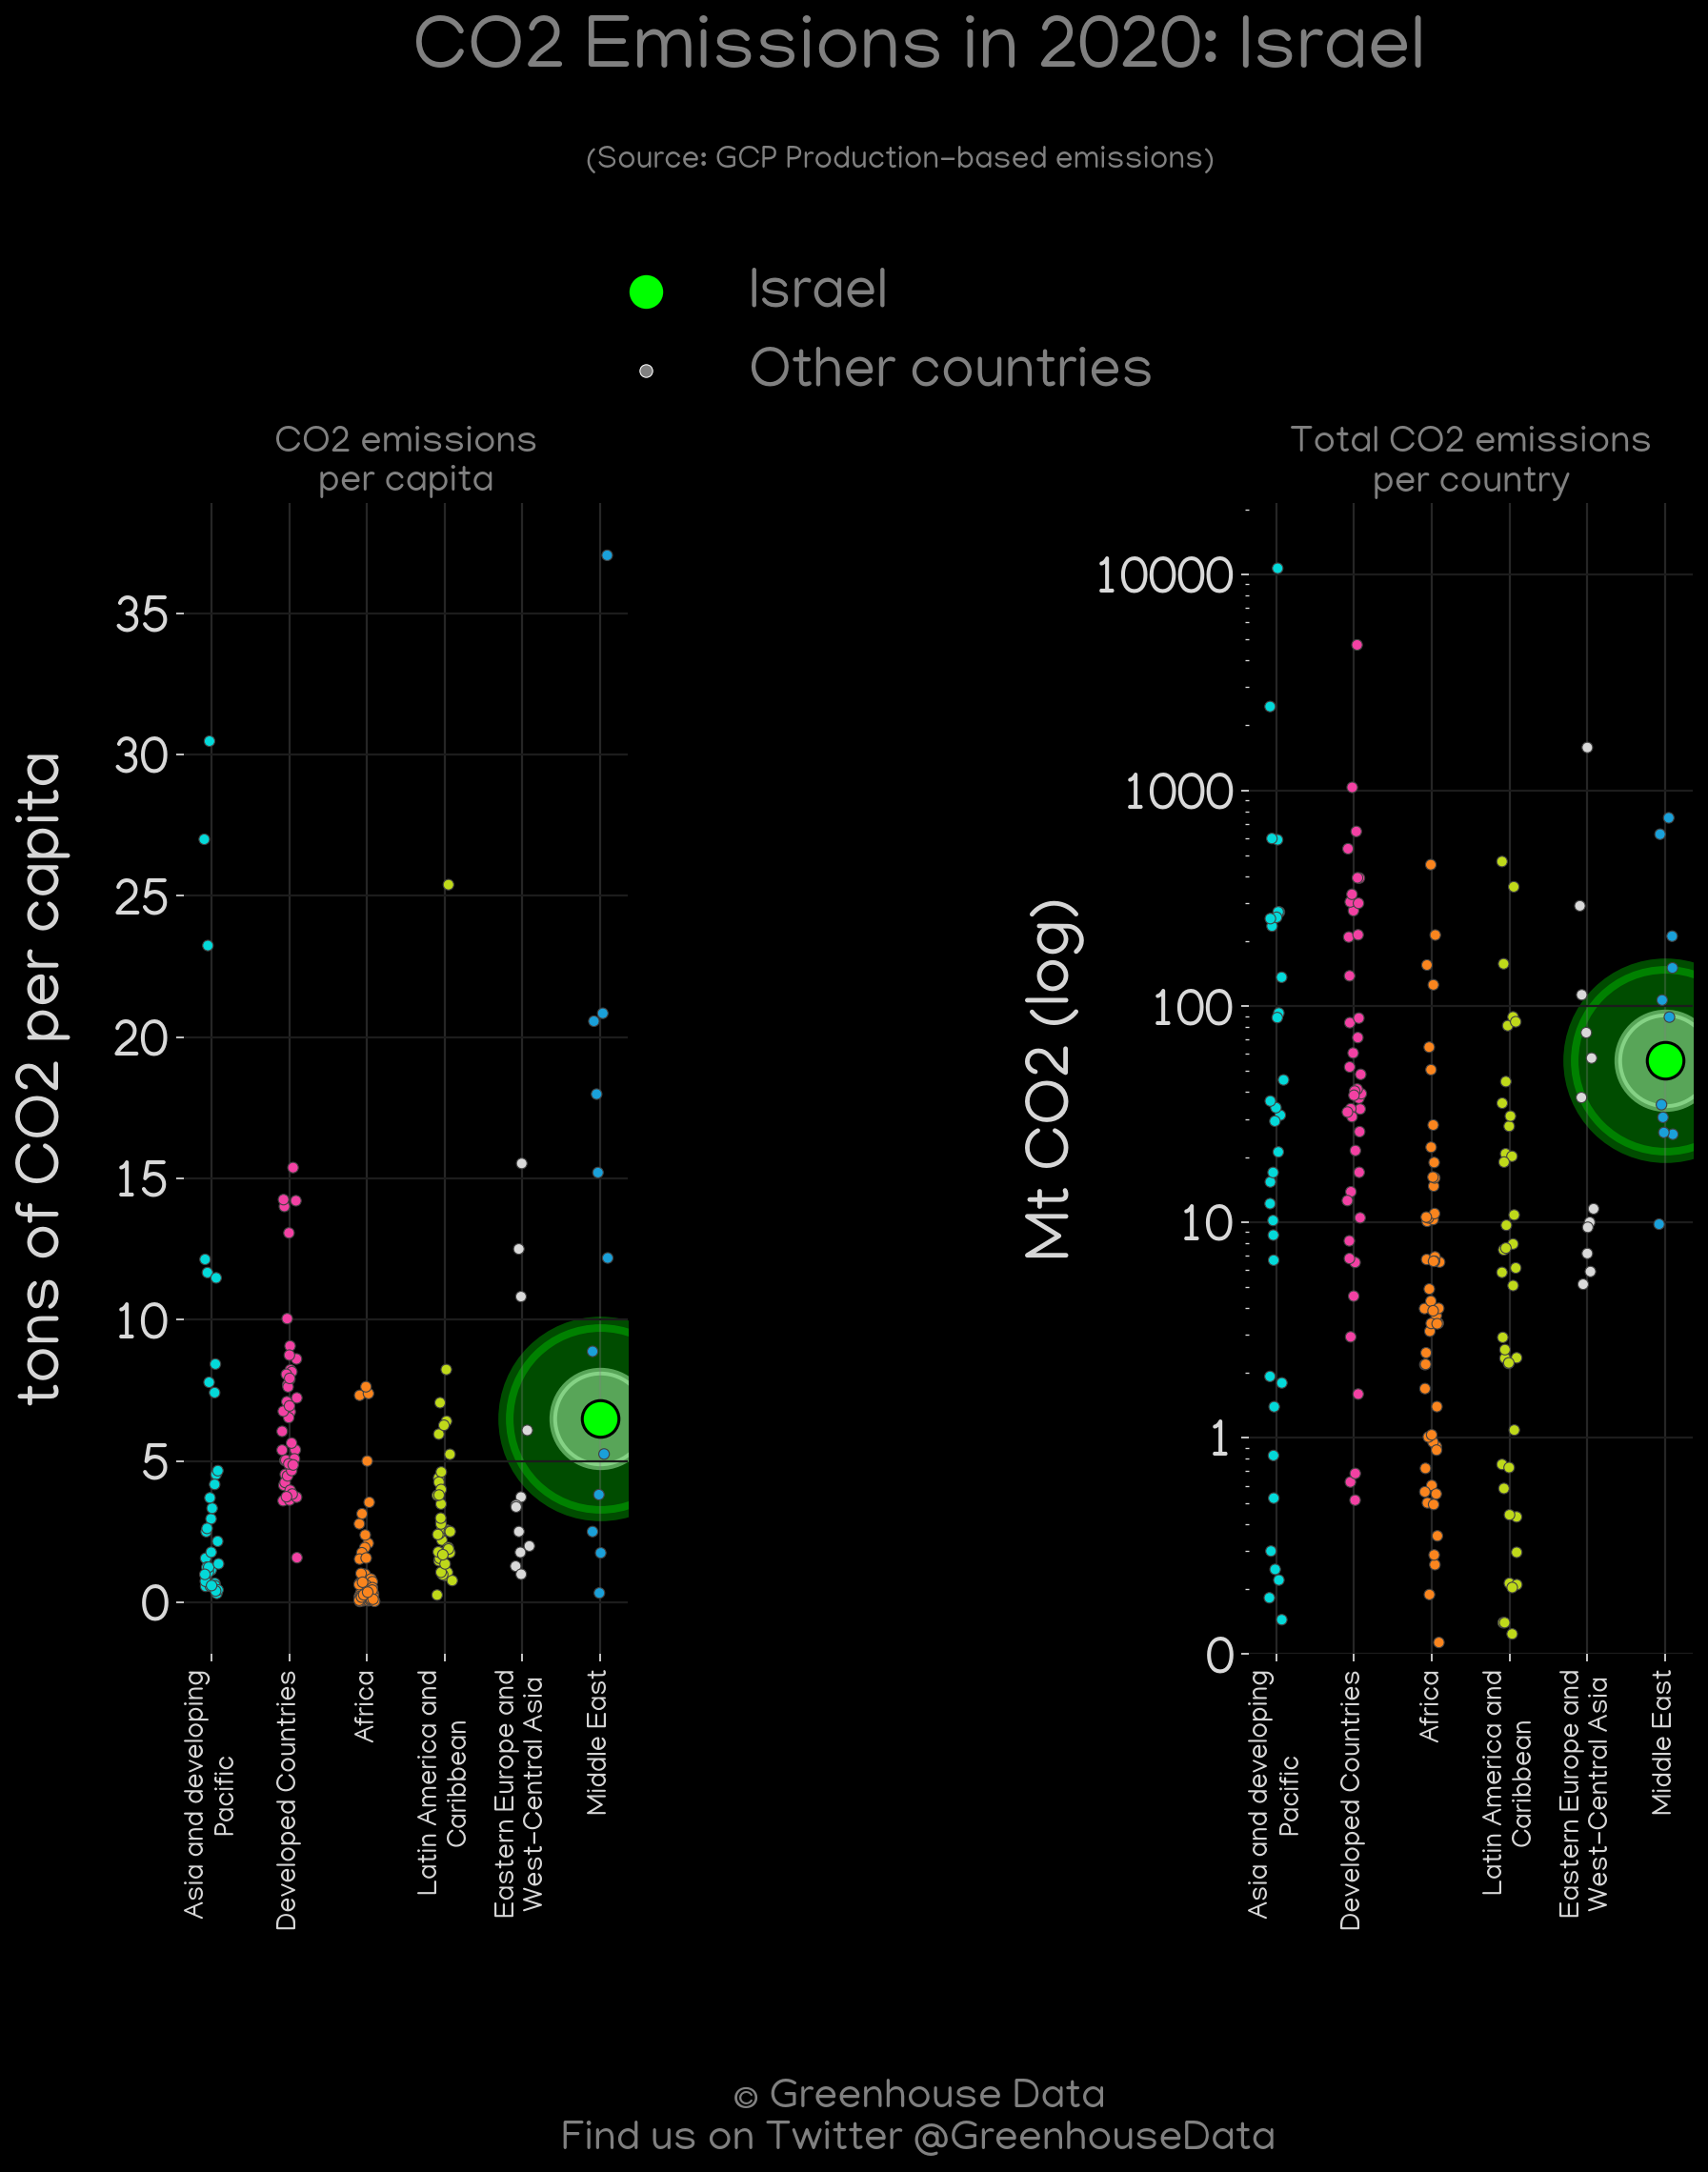 CO2 Emissions in 2020: Israel
(Source: GCP Production-based emissions)
Israel
Other countries
CO2 emissions
per capita
tons of CO2 per capita
35
30
25
20
15
10
5
0
Asia and developing
Pacific
Developed Countries
Africa
Latin America and
Caribbean
Eastern Europe and
West-Central Asia
Middle East
Total CO2 emissions
per country
Mt CO2 (log)
10000
1000
100
10
1
0
Asia and developing
Pacific
Developed Countries
Africa
Latin America and
Caribbean
Eastern Europe and
West-Central Asia
Middle East
© Greenhouse Data
Find us on Twitter @GreenhouseData